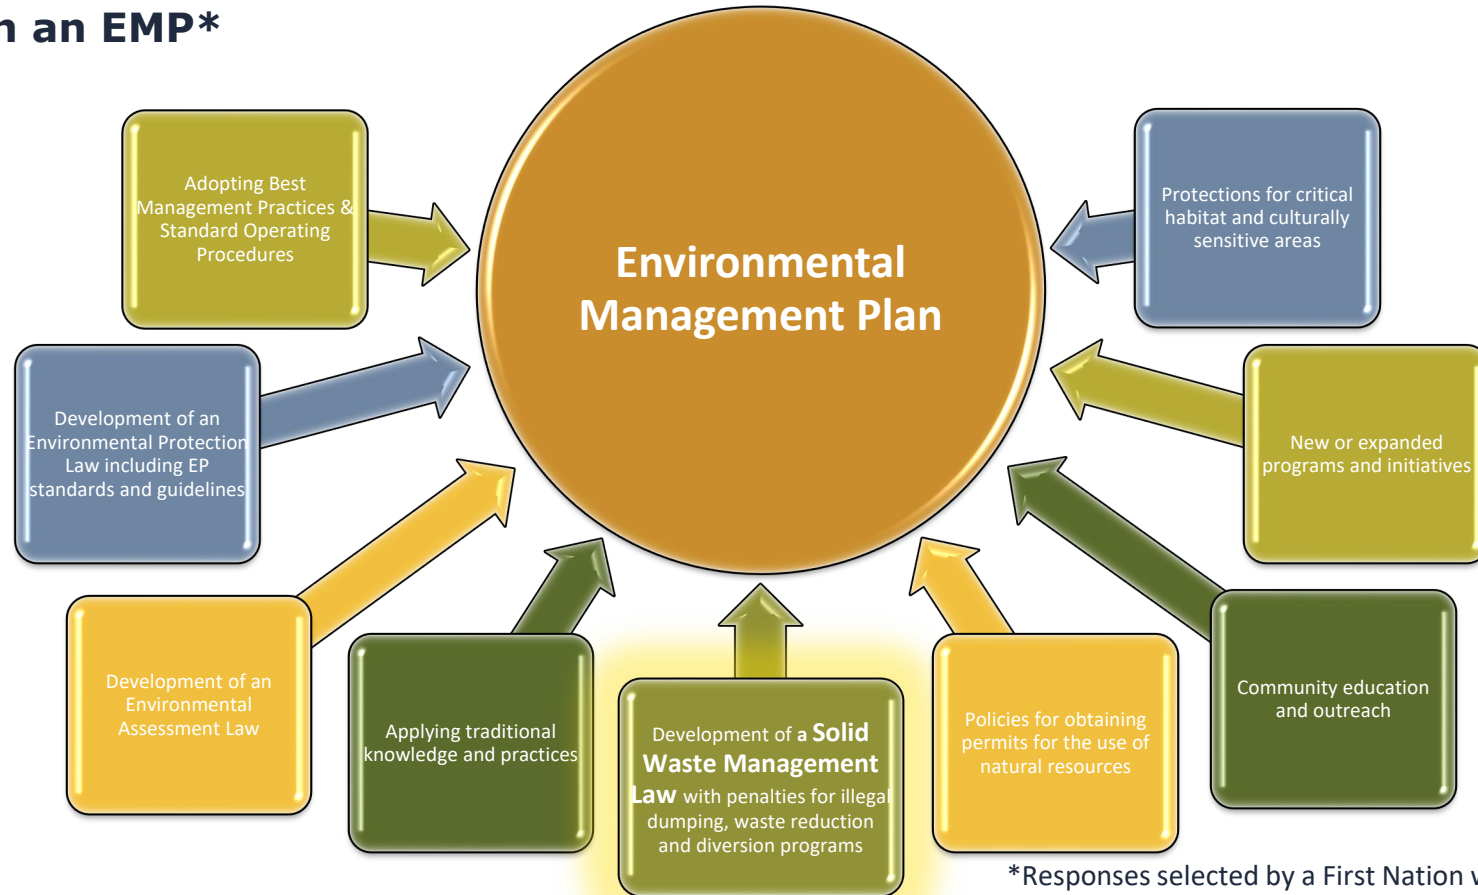 n an EMP*
Environmental
Management Plan
Adopting Best
Management Practices &
Standard Operating
Procedures
Development of an
Environmental Protection
Law including EP
standards and guidelines
Development of an
Environmental
Assessment Law
Applying traditional
knowledge and practices
Development of a Solid
Waste Management
Law with penalties for illegal
dumping, waste reduction
and diversion programs
Policies for obtaining
permits for the use of
natural resources
Community education
and outreach
New or expanded
programs and initiatives
Protections for critical
habitat and culturally
sensitive areas
*Responses selected by a First Nation